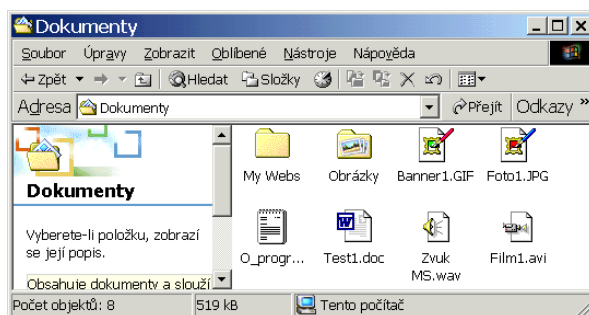 Dokumenty
Soubor Úpravy Zobrazit Oblíbené Nástroje Nápověda
Zpět Hledat Složky
Adresa Dokumenty Přejít Odkazy »
Dokumenty
Vyberete-li položku, zobrazí
se její popis.
Obsahuje dokumenty a slouží
My Webs Obrázky Banner1.GIF Foto1.JPG
O_progr... Test1.doc Zvuk MS.wav Film1.avi
Počet objektů: 8 519 kB Tento počítač